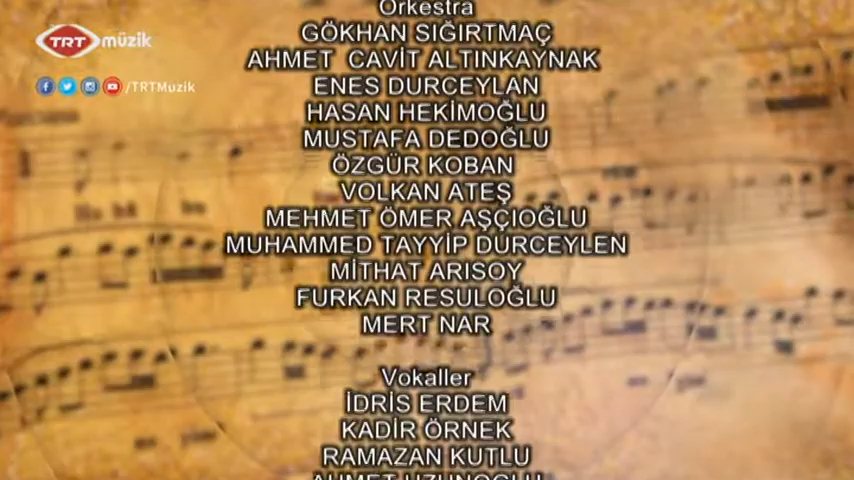 Orkestra
TRT müzik
GÖKHAN SIĞIRTMAÇ
AHMET CAVİT ALTINKAYNAK
/TRTMuzik
ENES DURCEYLAN
HASAN HEKİMOĞLU
MUSTAFA DEDOĞLU
ÖZGÜR KOBAN
VOLKAN ATEŞ
MEHMET ÖMER AŞÇIOĞLU
MUHAMMED TAYYİP DURCEYLEN
MİTHAT ARISOY
FURKAN RESULOĞLU
MERT NAR
Vokaller
İDRİS ERDEM
KADİR ÖRNEK
RAMAZAN KUTLU
AHMET UZUNOĞLU